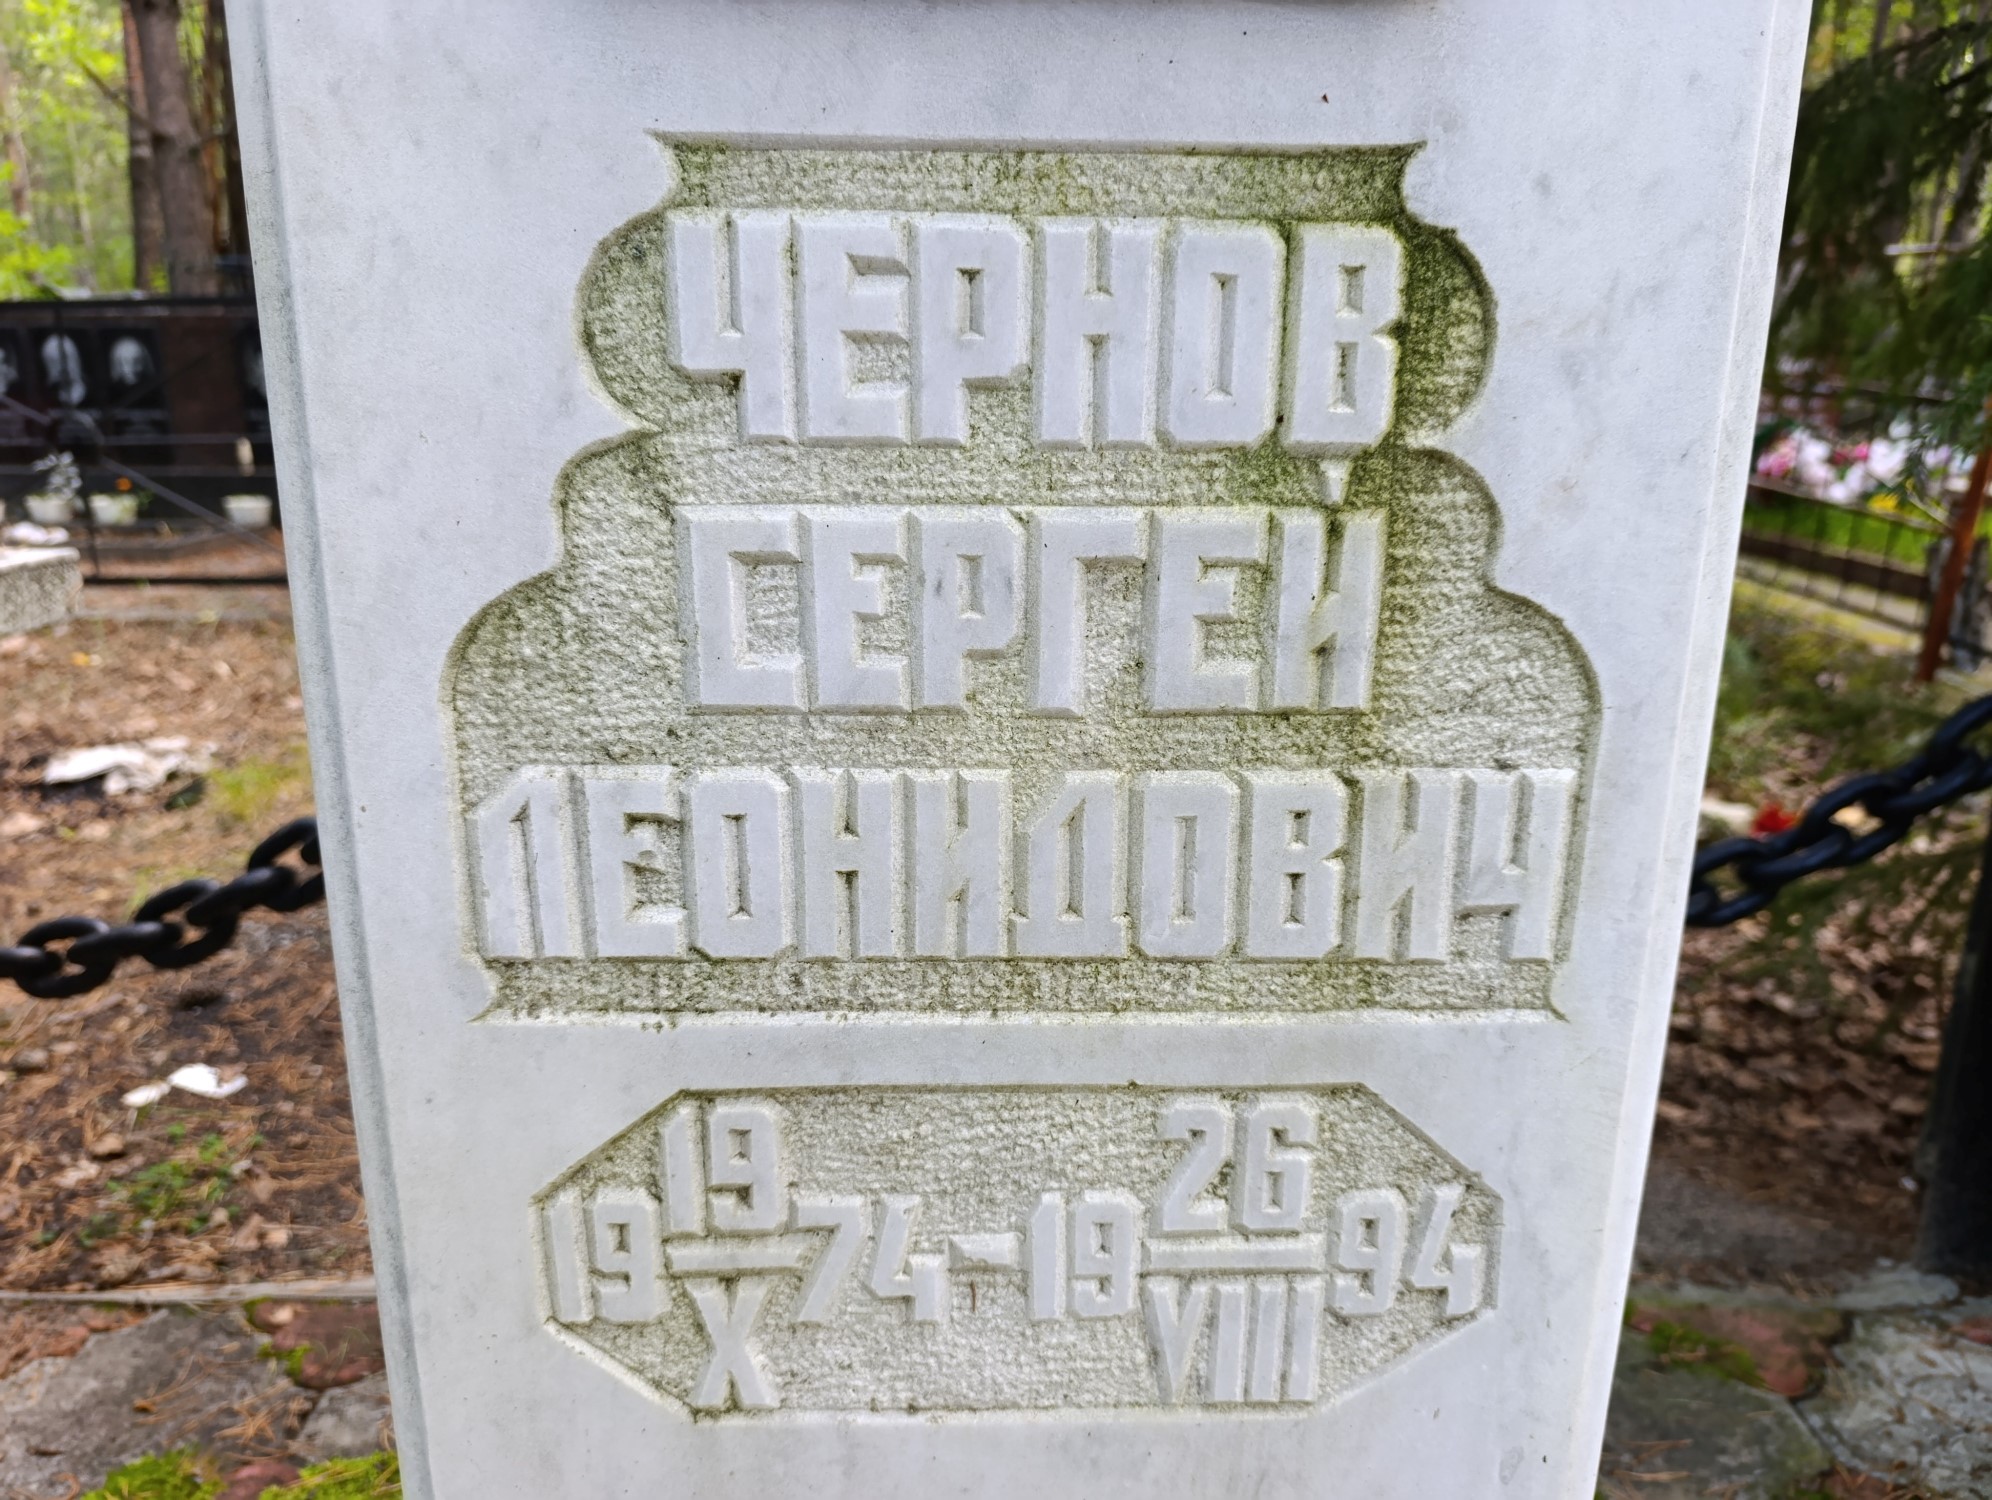 ЧЕРНОВ
СЕРГЕЙ
ЛЕОНИДОВИЧ
19 19/X 74 - 19 26/VIII 94